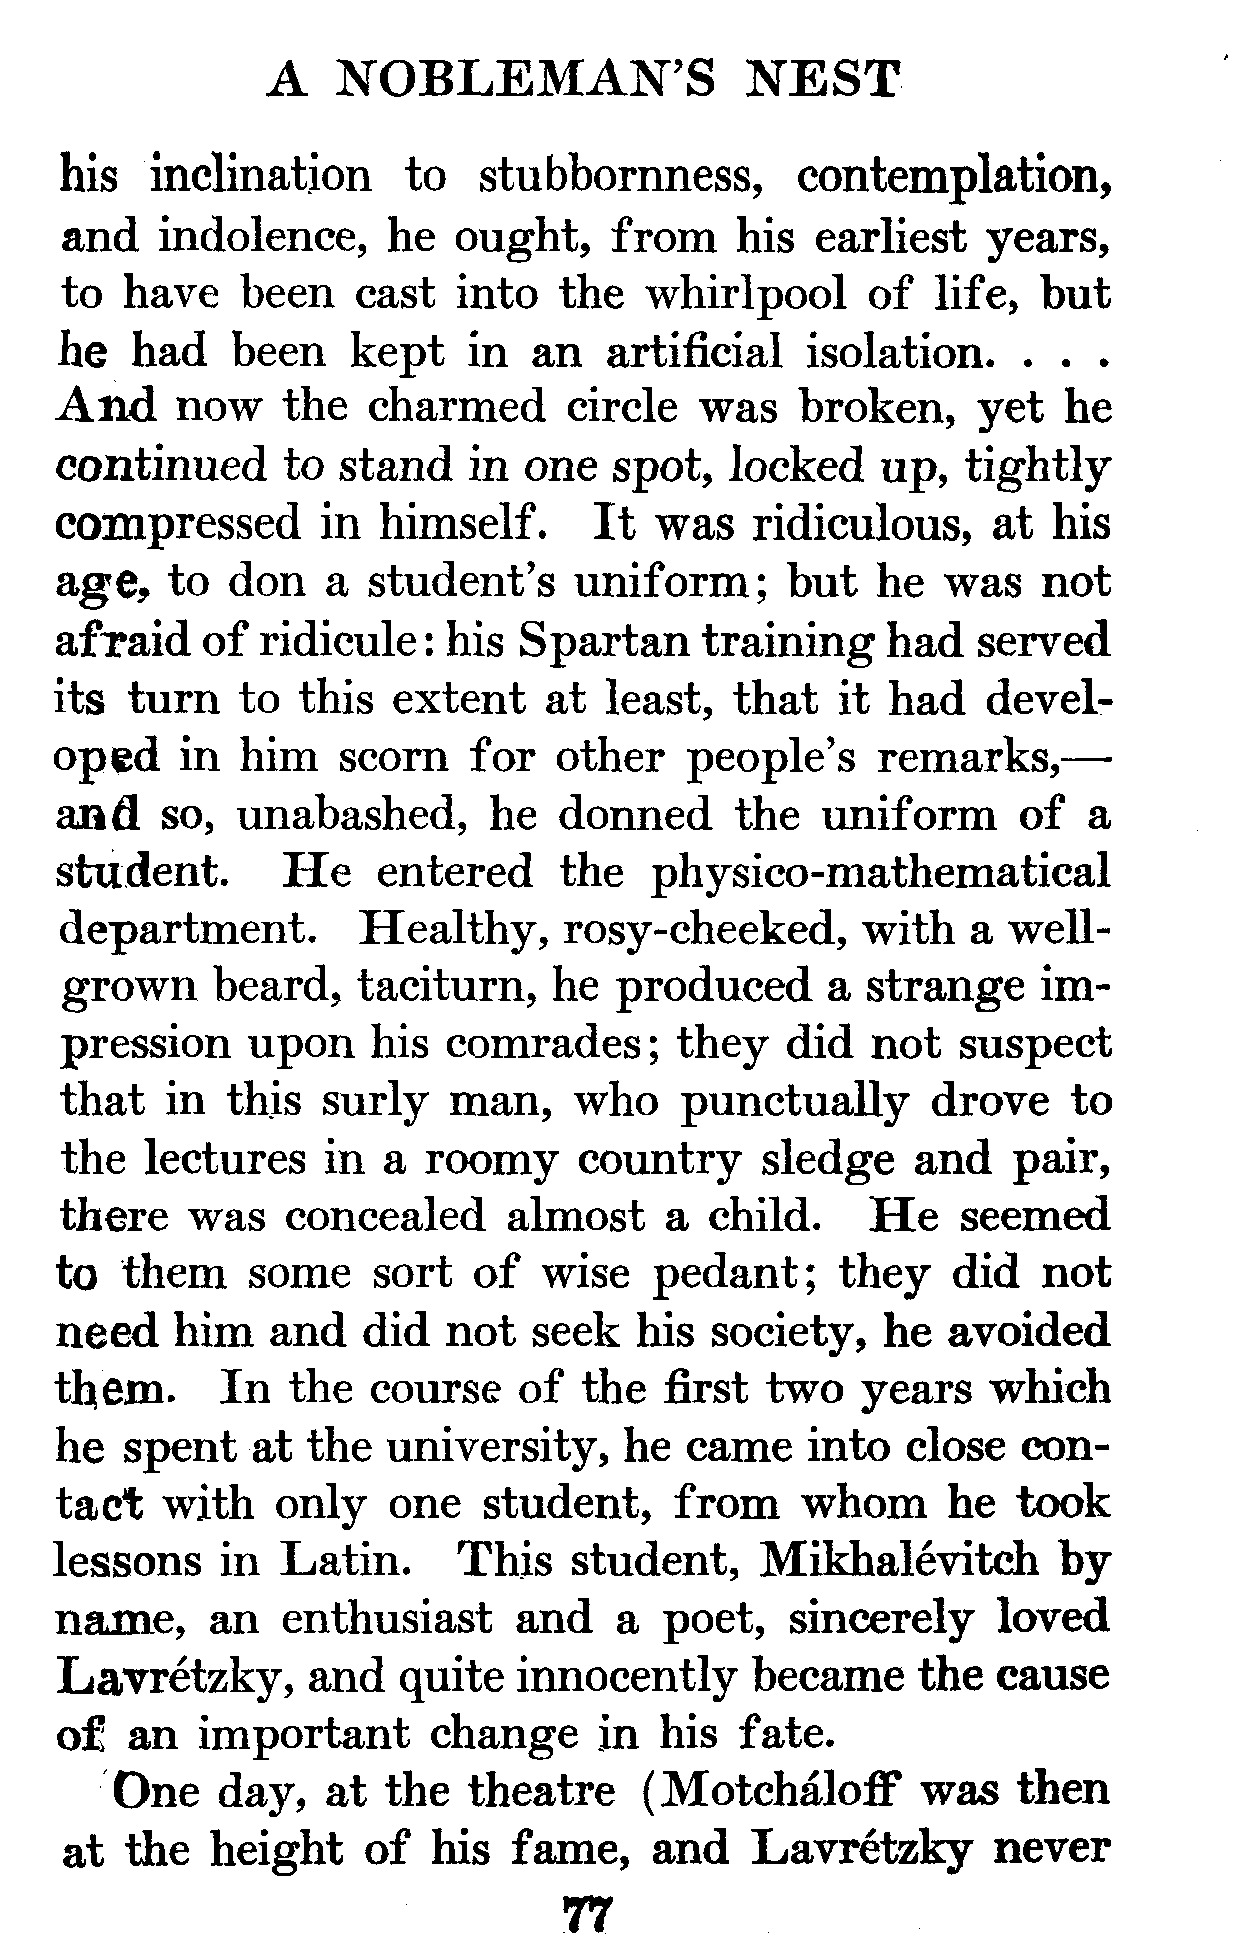 A NOBLEMAN'S NEST
his inclination to stubbornness, contemplation,
and indolence, he ought, from his earliest years,
to have been cast into the whirlpool of life, but
he had been kept in an artificial isolation. . . .
And now the charmed circle was broken, yet he
continued to stand in one spot, locked up, tightly
compressed in himself. It was ridiculous, at his
age, to don a student's uniform; but he was not
afraid of ridicule: his Spartan training had served
its turn to this extent at least, that it had devel-
oped in him scorn for other people's remarks,—
and so, unabashed, he donned the uniform of a
student. He entered the physico-mathematical
department. Healthy, rosy-cheeked, with a well-
grown beard, taciturn, he produced a strange im-
pression upon his comrades; they did not suspect
that in this surly man, who punctually drove to
the lectures in a roomy country sledge and pair,
there was concealed almost a child. He seemed
to them some sort of wise pedant; they did not
need him and did not seek his society, he avoided
them. In the course of the first two years which
he spent at the university, he came into close con-
tact with only one student, from whom he took
lessons in Latin. This student, Mikhalévitch by
name, an enthusiast and a poet, sincerely loved
Lavrétzky, and quite innocently became the cause
of an important change in his fate.
One day, at the theatre (Motcháloff was then
at the height of his fame, and Lavrétzky never
77